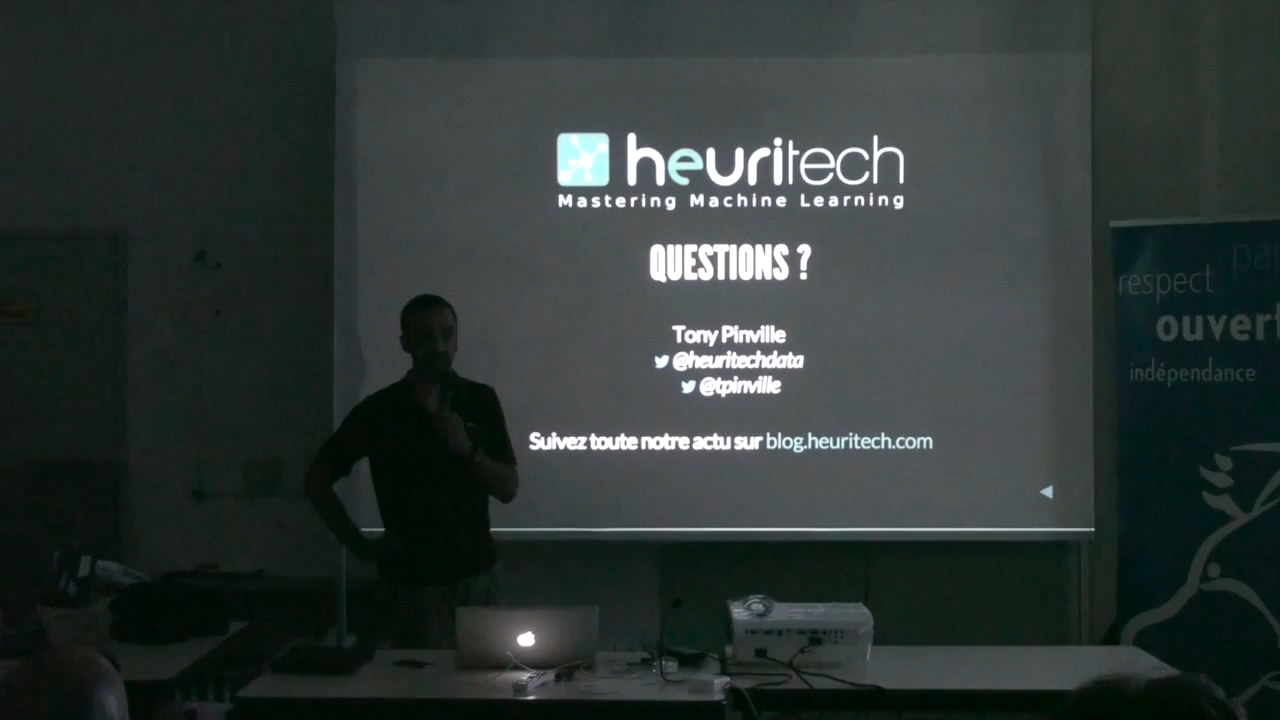 heuritech
Mastering Machine Learning
QUESTIONS ?
Tony Pinville
@heuritechdata
@tpinville
Suivez toute notre actu sur blog.heuritech.com
respect
ouvert
indépendance